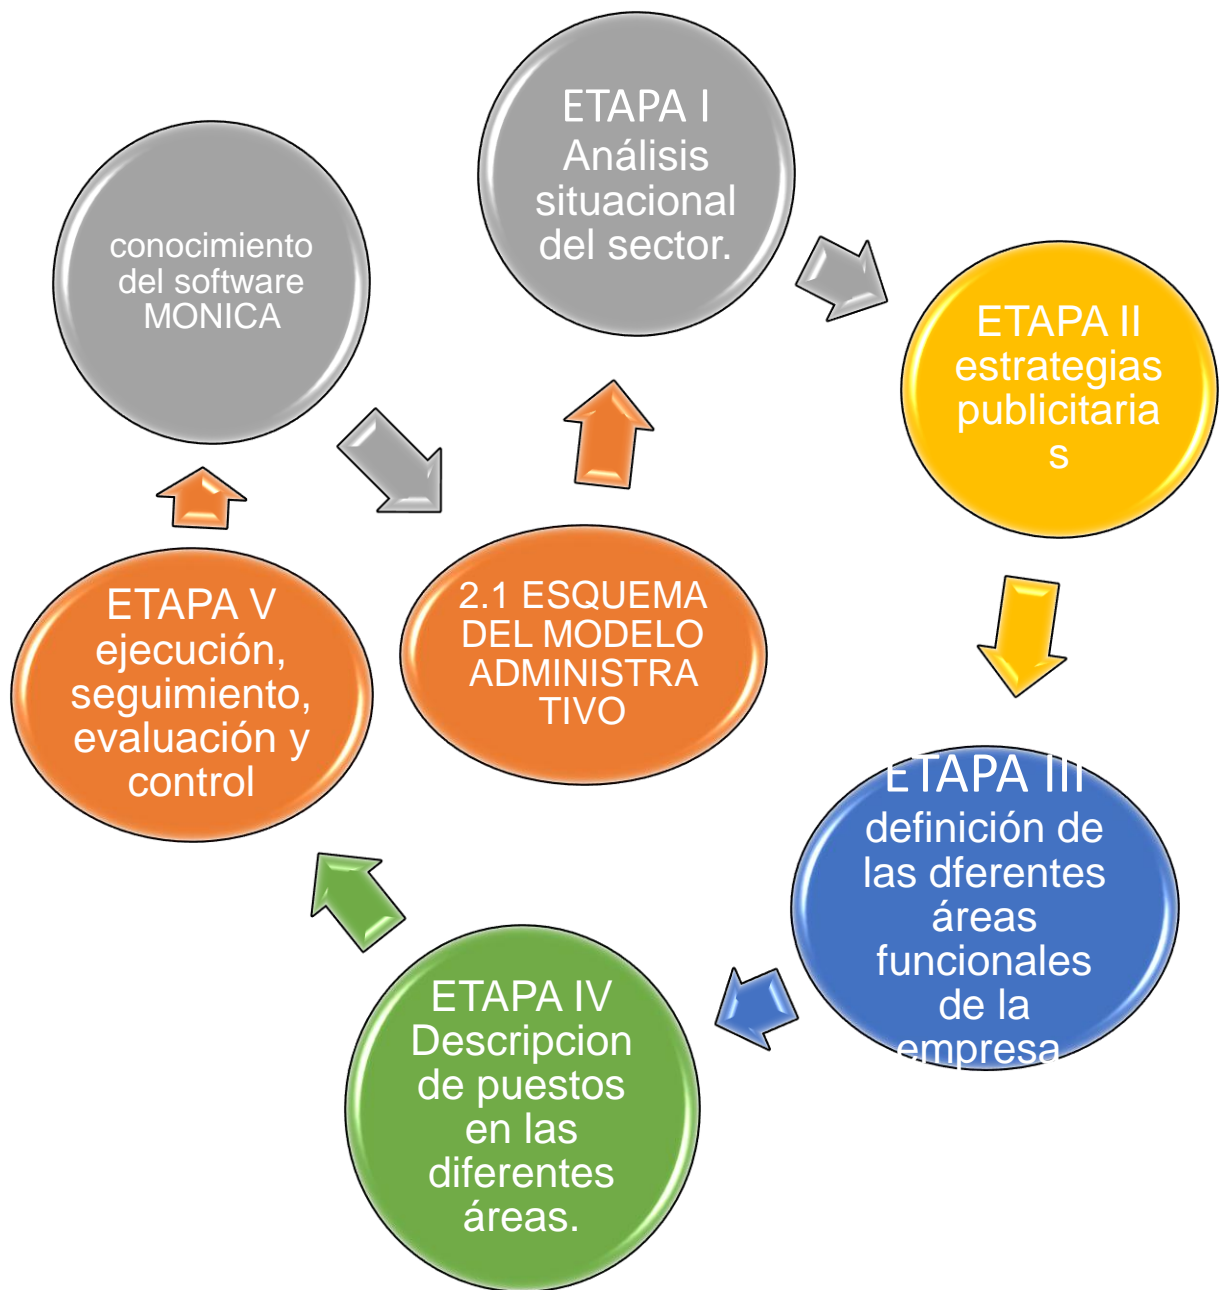 ETAPA I
Análisis
situacional
del sector.
ETAPA II
estrategias
publicitaria
s
ETAPA III
definición de
las dferentes
áreas
funcionales
de la
empresa
ETAPA IV
Descripcion
de puestos
en las
diferentes
áreas.
ETAPA V
ejecución,
seguimiento,
evaluación y
control
conocimiento
del software
MONICA
2.1 ESQUEMA
DEL MODELO
ADMINISTRA
TIVO